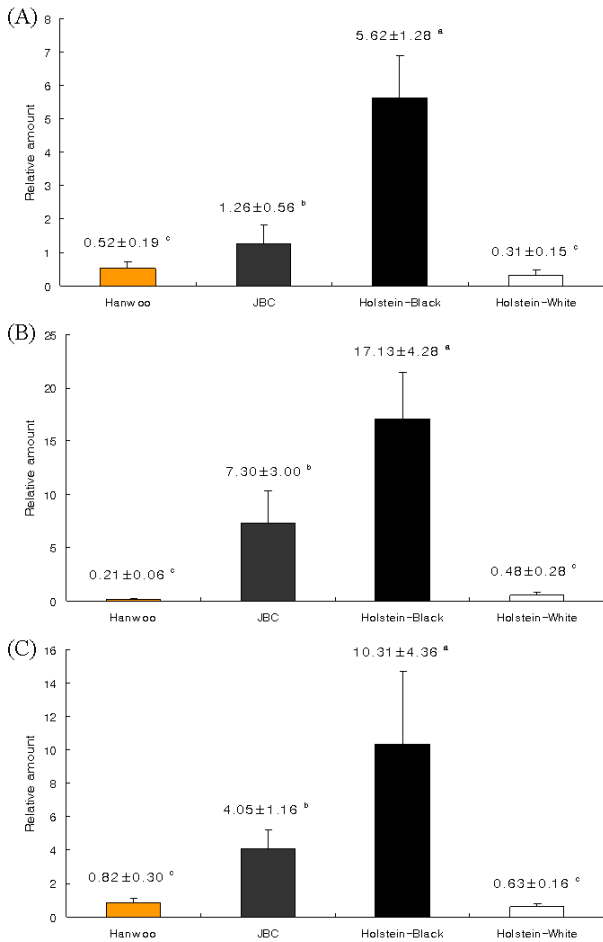 (A)
8
7
6
5
4
3
2
1
0
Relative amount
0.52±0.19 c
1.26±0.56 b
5.62±1.28 a
0.31±0.15 c
Hanwoo JBC Holstein-Black Holstein-White
(B)
25
20
15
10
5
0
Relative amount
0.21±0.06 c
7.30±3.00 b
17.13±4.28 a
0.48±0.28 c
Hanwoo JBC Holstein-Black Holstein-White
(C)
16
14
12
10
8
6
4
2
0
Relative amount
0.82±0.30 c
4.05±1.16 b
10.31±4.36 a
0.63±0.16 c
Hanwoo JBC Holstein-Black Holstein-White